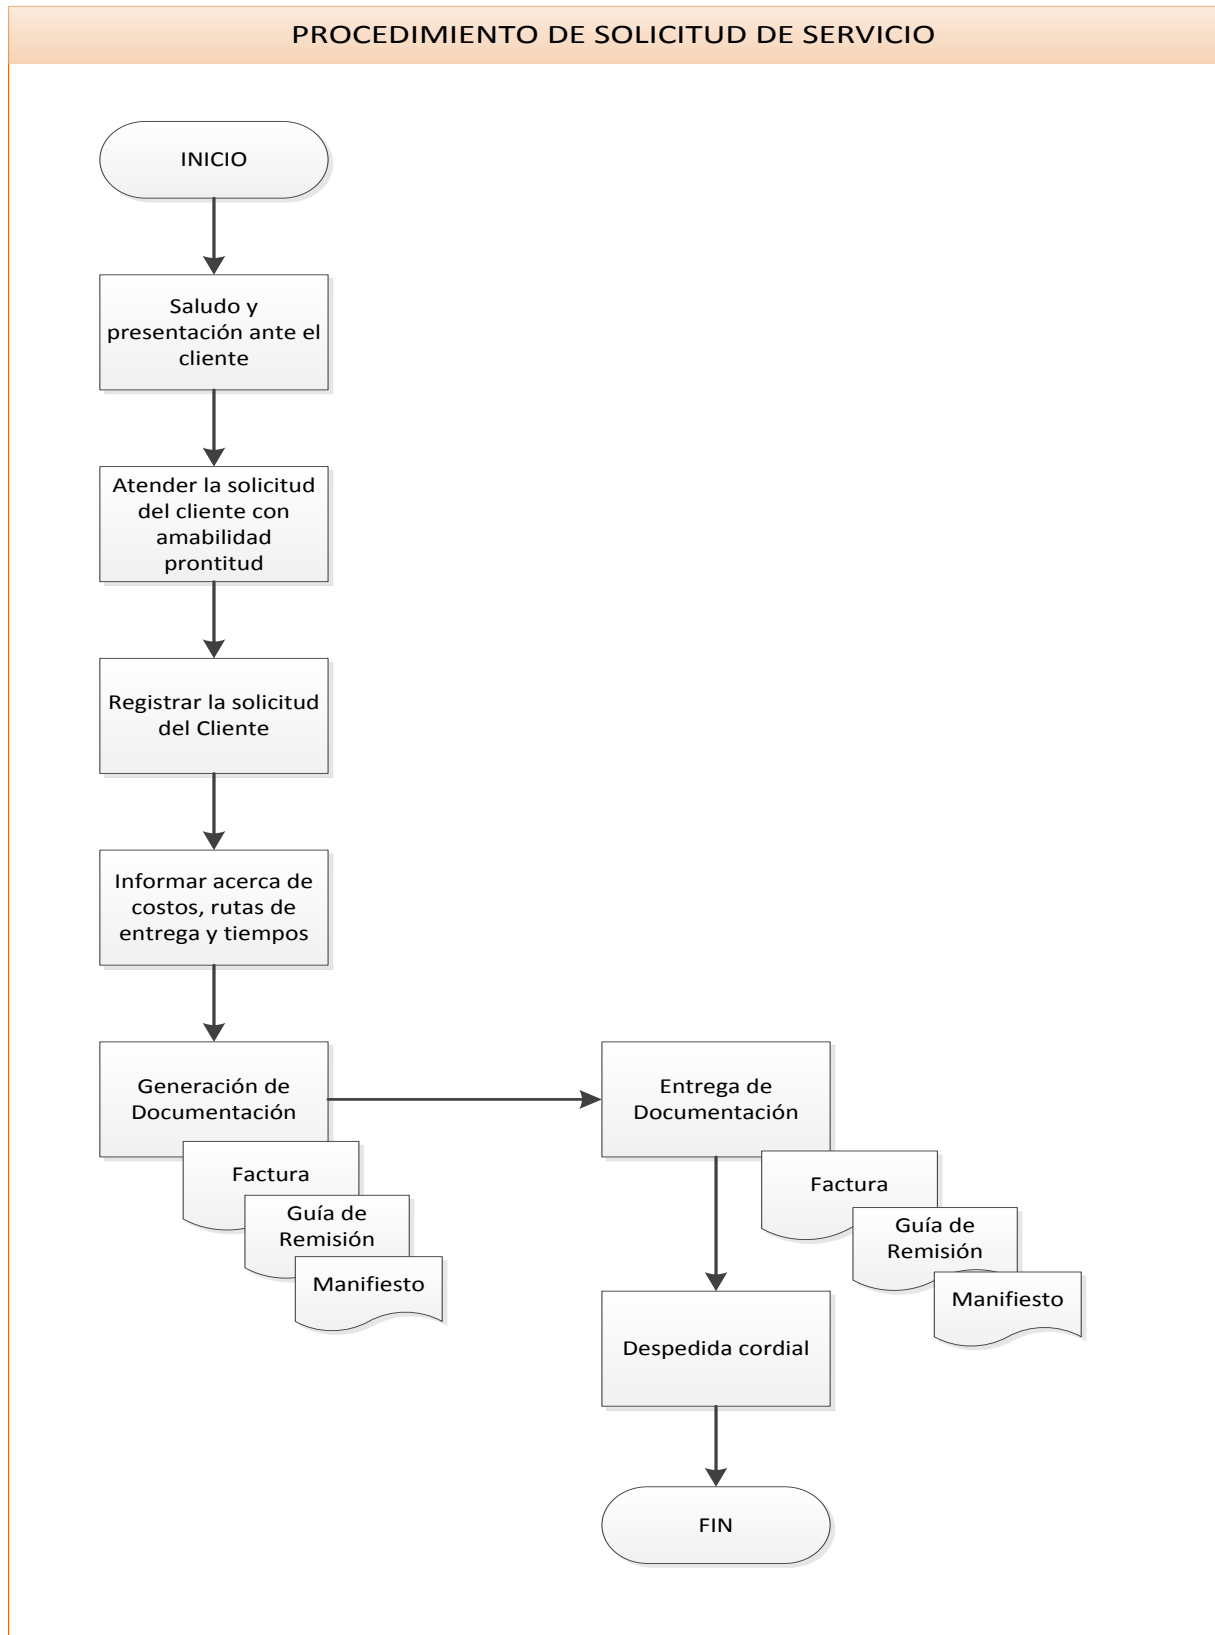 PROCEDIMIENTO DE SOLICITUD DE SERVICIO
INICIO
Saludo y
presentación ante el
cliente
Atender la solicitud
del cliente con
amabilidad
prontitud
Registrar la solicitud
del Cliente
Informar acerca de
costos, rutas de
entrega y tiempos
Generación de
Documentación
Factura
Guía de
Remisión
Manifiesto
Entrega de
Documentación
Factura
Guía de
Remisión
Manifiesto
Despedida cordial
FIN